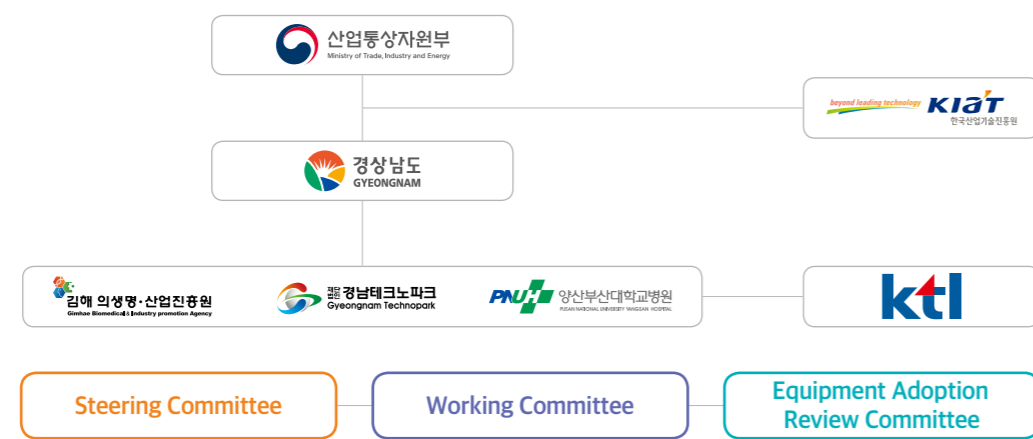 산업통상자원부
Ministry of Trade, Industry and Energy
beyond leading technology KIAT
한국산업기술진흥원
경상남도
GYEONGNAM
김해 의생명·산업진흥원
Gimhae Biomedical & Industry promotion Agency
재단법인 경남테크노파크
Gyeongnam Technopark
PNUH 양산부산대학교병원
PUSAN NATIONAL UNIVERSITY YANGSAN HOSPITAL
ktl
Steering Committee
Working Committee
Equipment Adoption
Review Committee